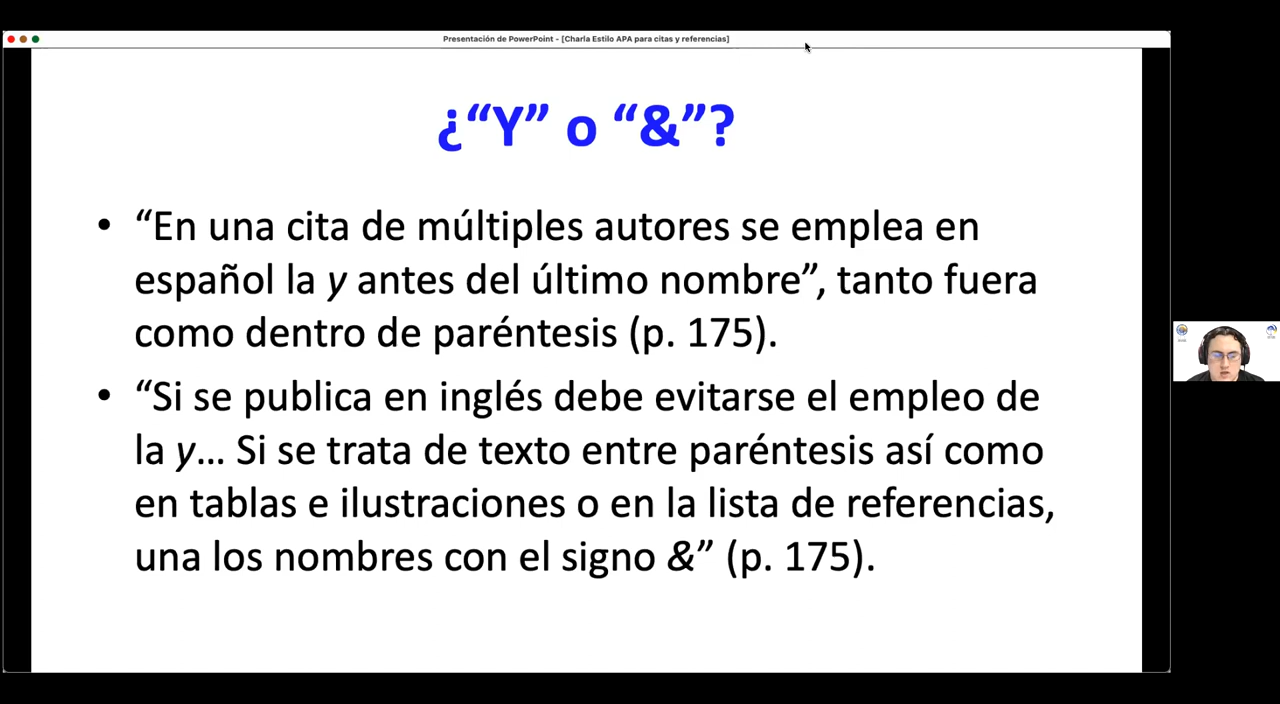 Presentación de PowerPoint - [Charla Estilo APA para citas y referencias]
¿“Y” o “&”?
• “En una cita de múltiples autores se emplea en
español la y antes del último nombre”, tanto fuera
como dentro de paréntesis (p. 175).
• “Si se publica en inglés debe evitarse el empleo de
la y... Si se trata de texto entre paréntesis así como
en tablas e ilustraciones o en la lista de referencias,
una los nombres con el signo &” (p. 175).